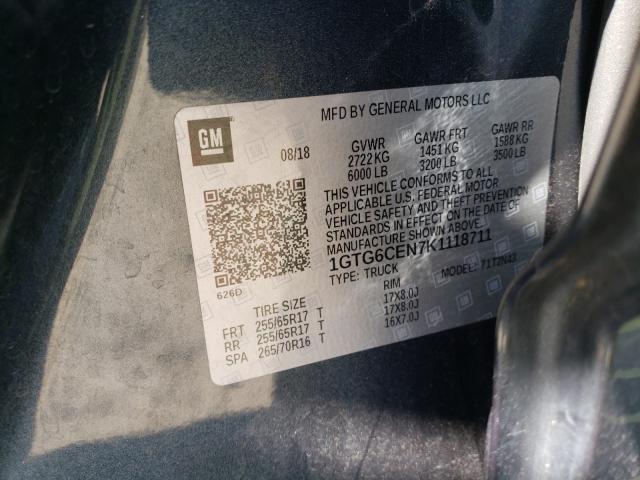 MFD BY GENERAL MOTORS LLC
GM
08/18
GVWR GAWR FRT GAWR RR
2722 KG 1451 KG 1588 KG
6000 LB 3200 LB 3500 LB
THIS VEHICLE CONFORMS TO ALL
APPLICABLE U.S. FEDERAL MOTOR
VEHICLE SAFETY AND THEFT PREVENTION
STANDARDS IN EFFECT ON THE DATE OF
MANUFACTURE SHOWN ABOVE.
1GTG6CEN7K1118711
TYPE: TRUCK MODEL: 71T2N43
626D
TIRE SIZE RIM
FRT 255/65R17 T 17X8.0J
RR 255/65R17 T 17X8.0J
SPA 265/70R16 T 16X7.0J